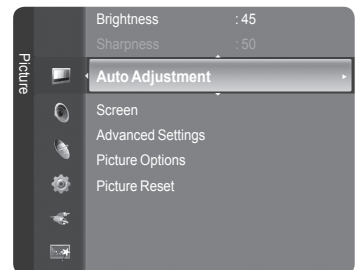 Picture
Brightness : 45
Sharpness : 50
Auto Adjustment
Screen
Advanced Settings
Picture Options
Picture Reset